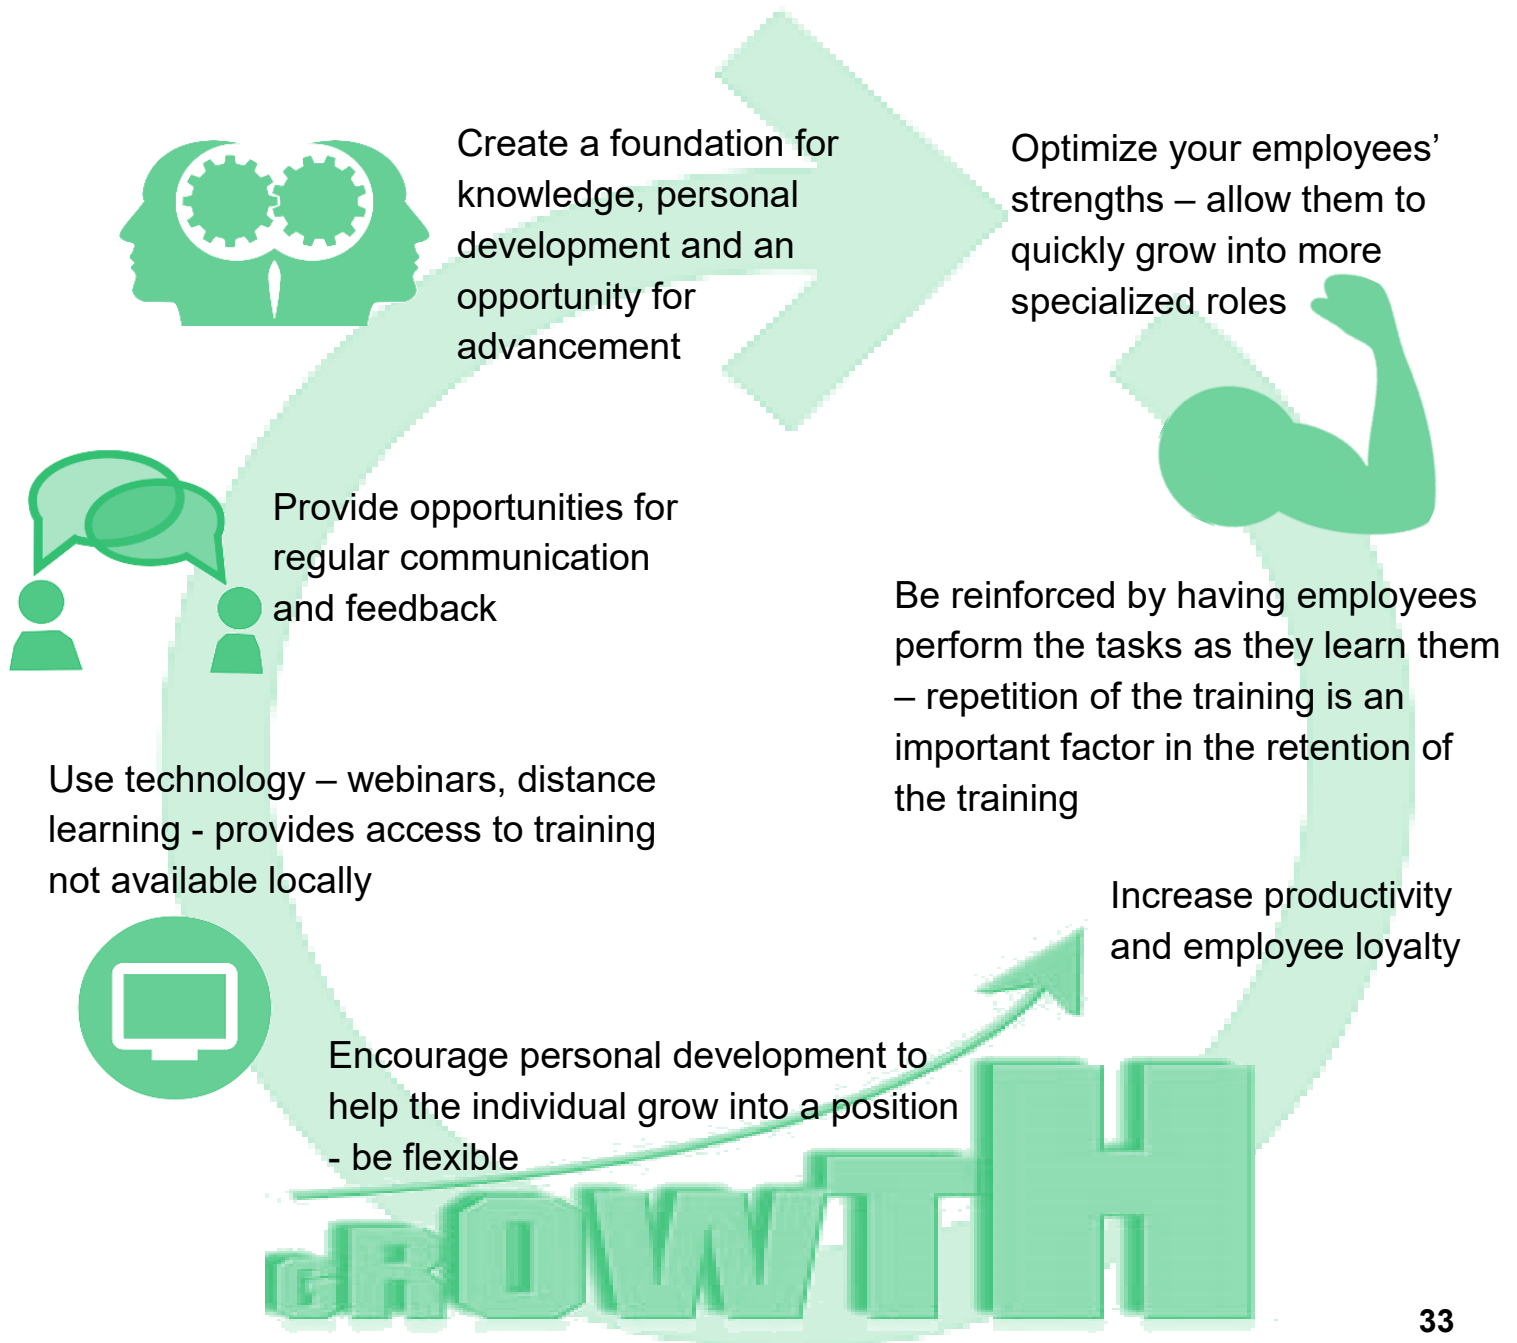 Create a foundation for
knowledge, personal
development and an
opportunity for
advancement
Optimize your employees’
strengths – allow them to
quickly grow into more
specialized roles
Provide opportunities for
regular communication
and feedback
Be reinforced by having employees
perform the tasks as they learn them
– repetition of the training is an
important factor in the retention of
the training
Use technology – webinars, distance
learning - provides access to training
not available locally
Increase productivity
and employee loyalty
Encourage personal development to
help the individual grow into a position
- be flexible
GROWTH
33